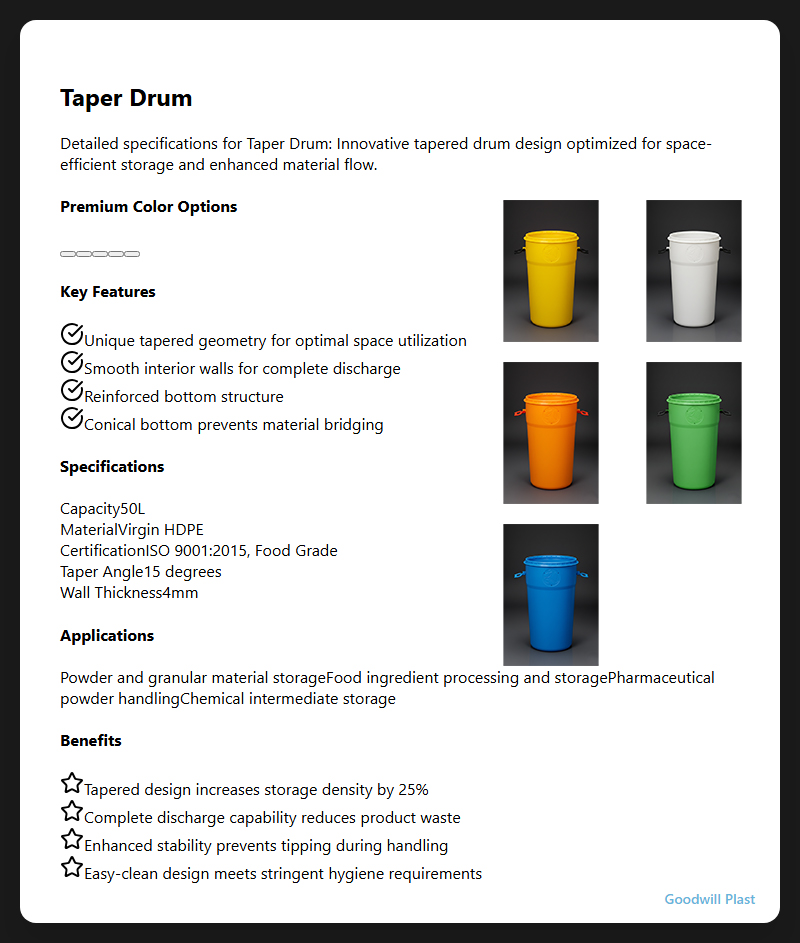 Taper Drum
Detailed specifications for Taper Drum: Innovative tapered drum design optimized for space-
efficient storage and enhanced material flow.
Premium Color Options
Key Features
Unique tapered geometry for optimal space utilization
Smooth interior walls for complete discharge
Reinforced bottom structure
Conical bottom prevents material bridging
Specifications
Capacity50L
MaterialVirgin HDPE
CertificationISO 9001:2015, Food Grade
Taper Angle15 degrees
Wall Thickness4mm
Applications
Powder and granular material storageFood ingredient processing and storagePharmaceutical
powder handlingChemical intermediate storage
Benefits
Tapered design increases storage density by 25%
Complete discharge capability reduces product waste
Enhanced stability prevents tipping during handling
Easy-clean design meets stringent hygiene requirements
Goodwill Plast